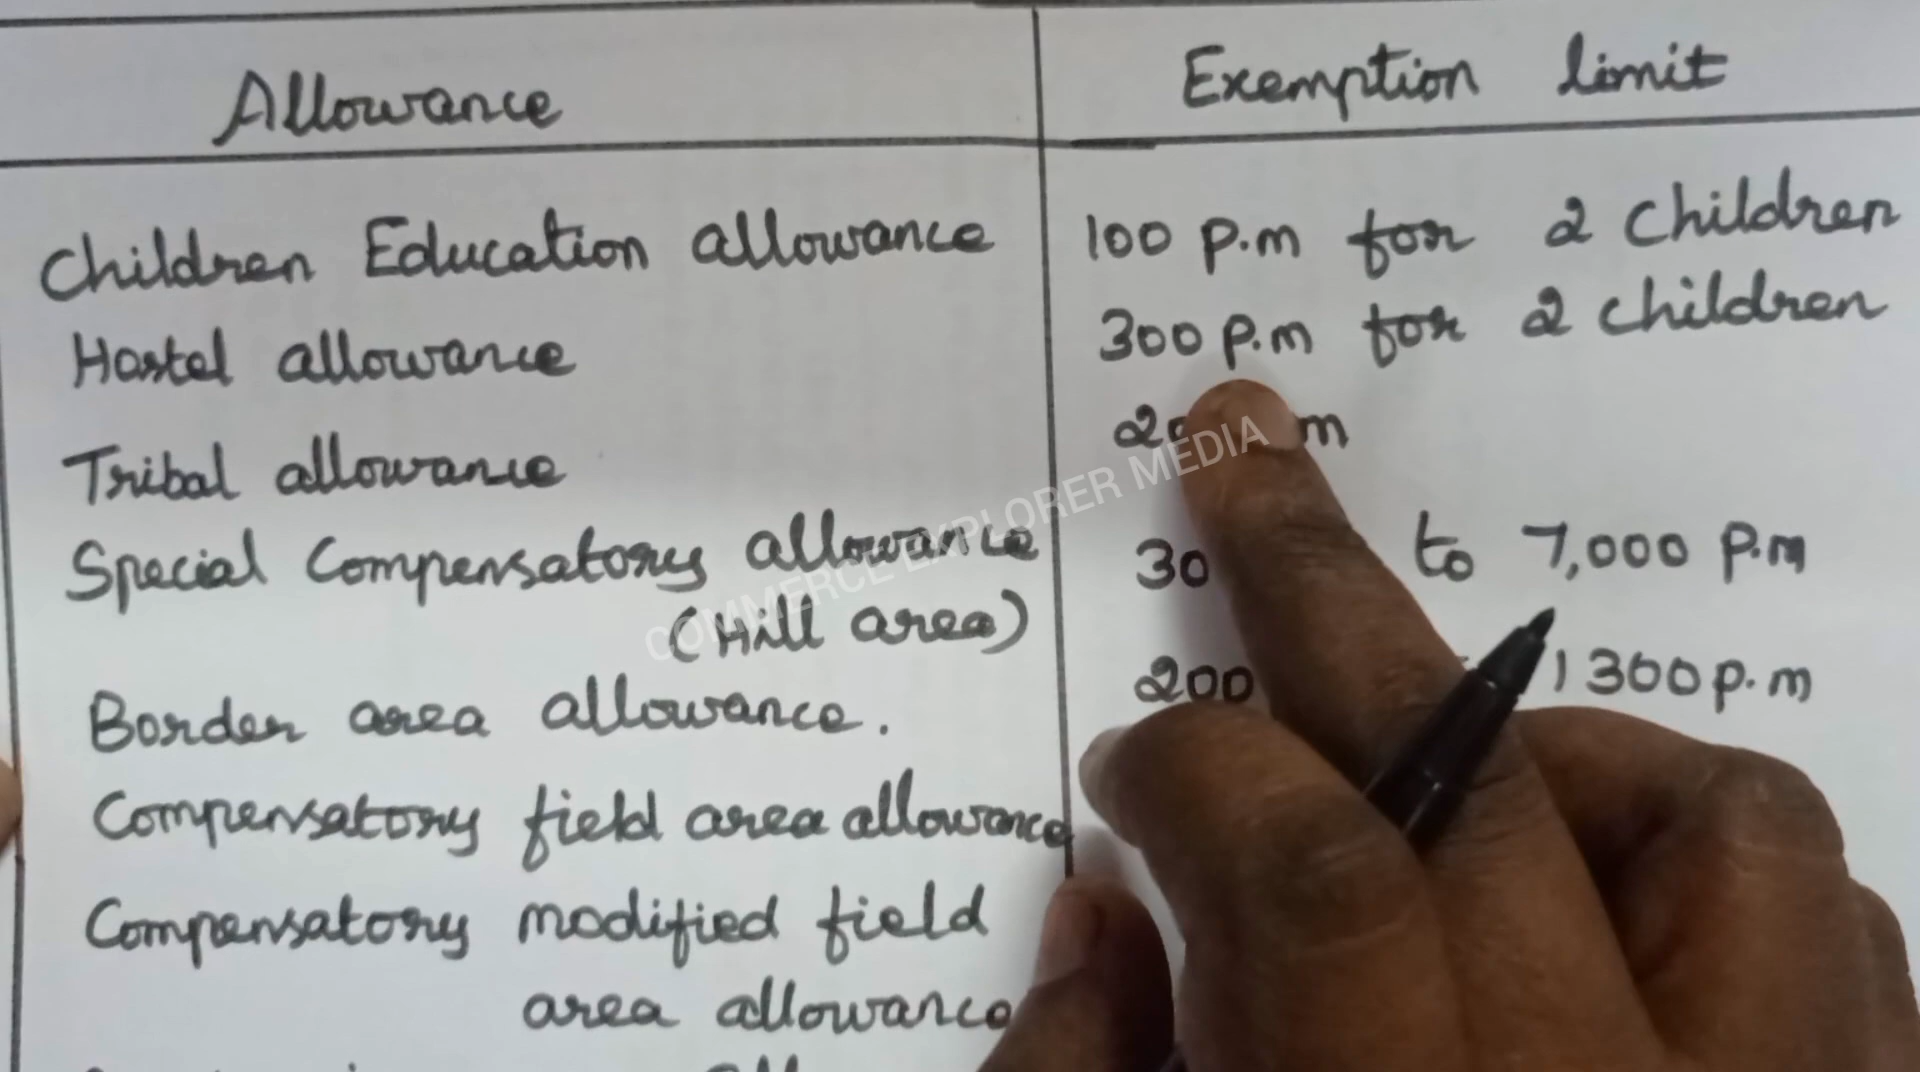 Allowance Exemption limit
Children Education allowance 100 P.m for 2 Children
Hostel allowance 300 P.m for 2 children
Tribal allowance m
Special Compensatory allowance to 7,000 P.m
(Hill area)
Border area allowance. 200 1300 p.m
Compensatory field area allowance
Compensatory modified field
area allowance
COMMERCE EXPLORER MEDIA